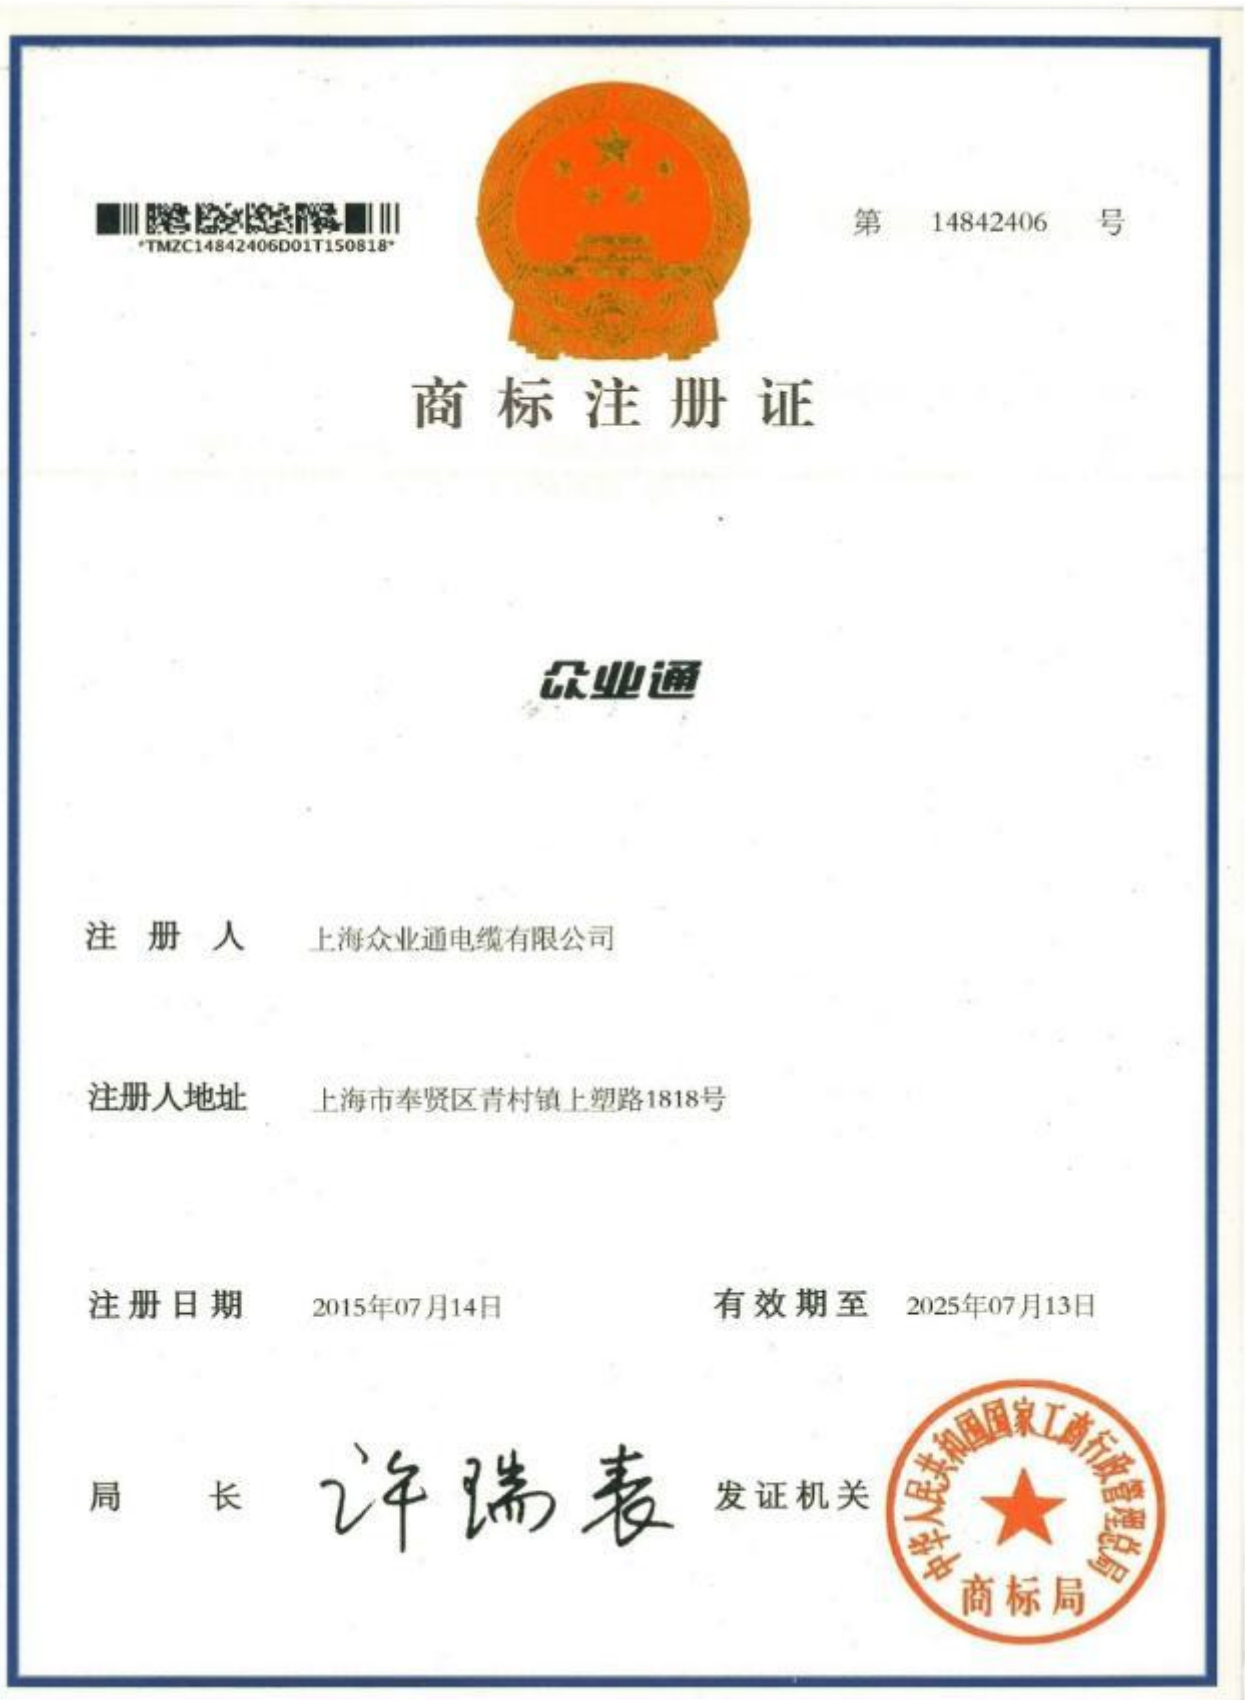 *TMZC14842406D01T150818*
第 14842406 号
商标注册证
众业通
注册人 上海众业通电缆有限公司
注册人地址 上海市奉贤区青村镇上塑路1818号
注册日期 2015年07月14日 有效期至 2025年07月13日
局长 许瑞表 发证机关
中华人民共和国国家工商行政管理总局
商标局